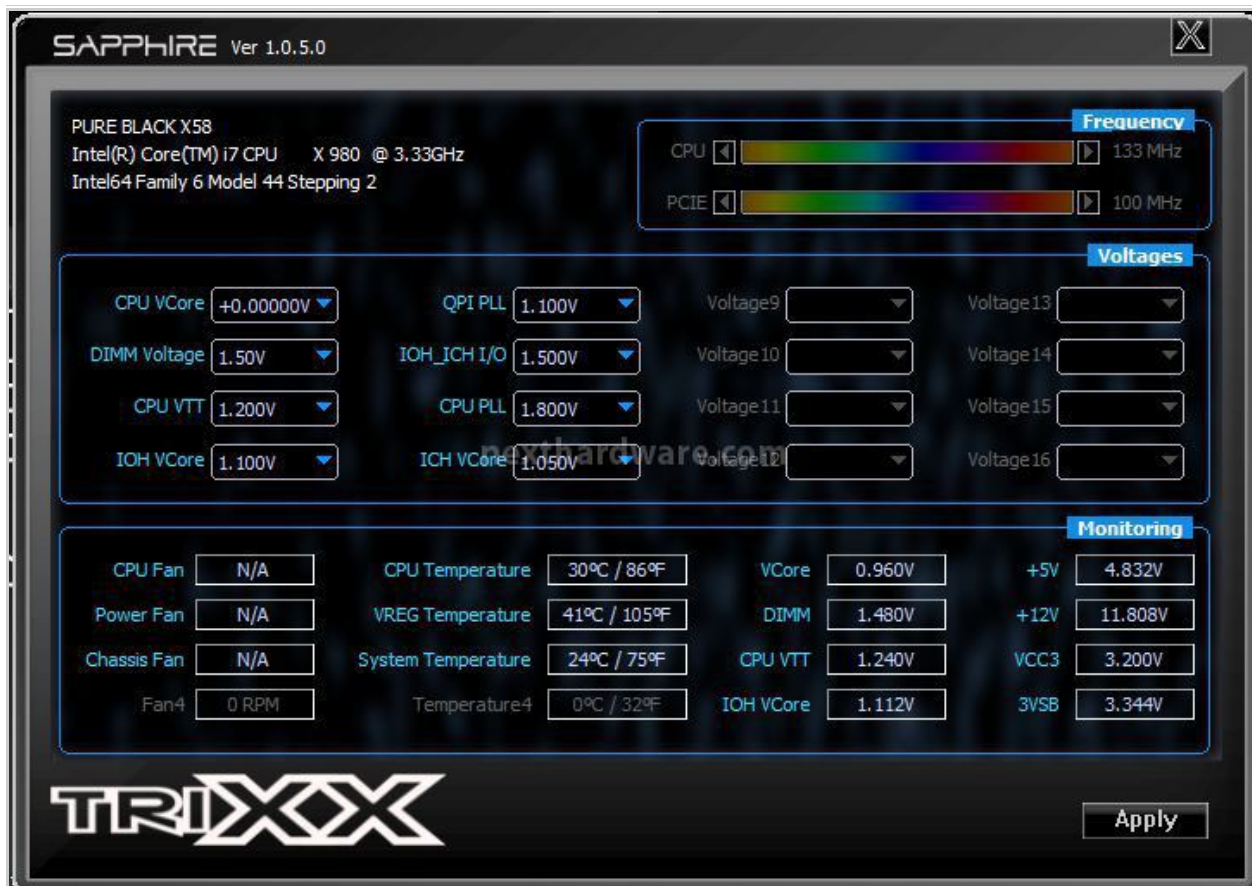 SAPPHIRE Ver 1.0.5.0
X
PURE BLACK X58
Intel(R) Core(TM) i7 CPU X 980 @ 3.33GHz
Intel64 Family 6 Model 44 Stepping 2
Frequency
CPU 133 MHz
PCIE 100 MHz
Voltages
CPU VCore +0.00000V QPI PLL 1.100V Voltage9 Voltage13
DIMM Voltage 1.50V IOH_ICH I/O 1.500V Voltage10 Voltage14
CPU VTT 1.200V CPU PLL 1.800V Voltage11 Voltage15
IOH VCore 1.100V ICH VCore 1.050V Voltage12 Voltage16
nexthardware.com
Monitoring
CPU Fan N/A CPU Temperature 30ºC / 86ºF VCore 0.960V +5V 4.832V
Power Fan N/A VREG Temperature 41ºC / 105ºF DIMM 1.480V +12V 11.808V
Chassis Fan N/A System Temperature 24ºC / 75ºF CPU VTT 1.240V VCC3 3.200V
Fan4 0 RPM Temperature4 0ºC / 32ºF IOH VCore 1.112V 3VSB 3.344V
TRIXX
Apply